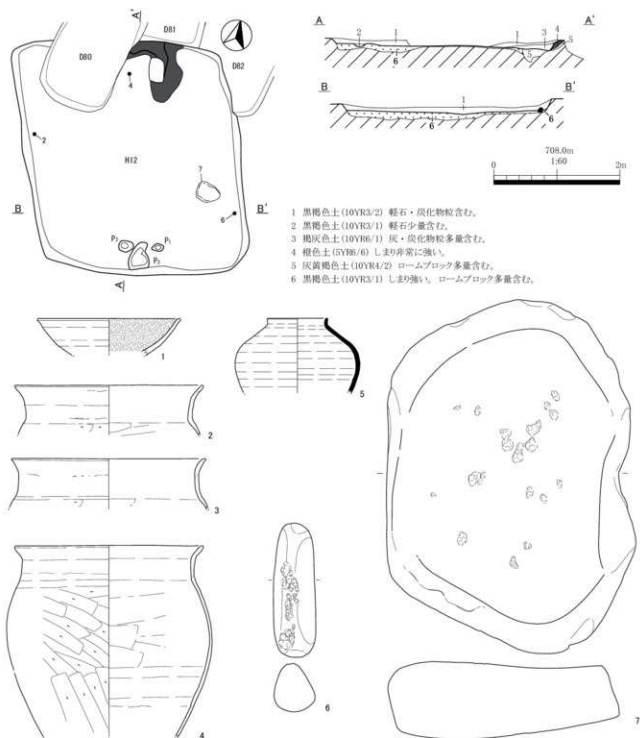 A'
D81
D80
D82
4
2
H12
7
B
B'
6
P2
P1
P3
A
A
A'
2
1
1
3
4
5
6
5
B
B'
1
6
6
708.0m
0
1:60
2m
1 黒褐色土(10YR3/2) 軽石・炭化物粒含む。
2 黒褐色土(10YR3/1) 軽石少量含む。
3 褐灰色土(10YR6/1) 灰・炭化物粒多量含む。
4 橙色土(5YR6/6) しまり非常に強い。
5 灰黄褐色土(10YR4/2) ロームブロック多量含む。
6 黒褐色土(10YR3/1) しまり強い。ロームブロック多量含む。
1
5
2
3
4
6
7